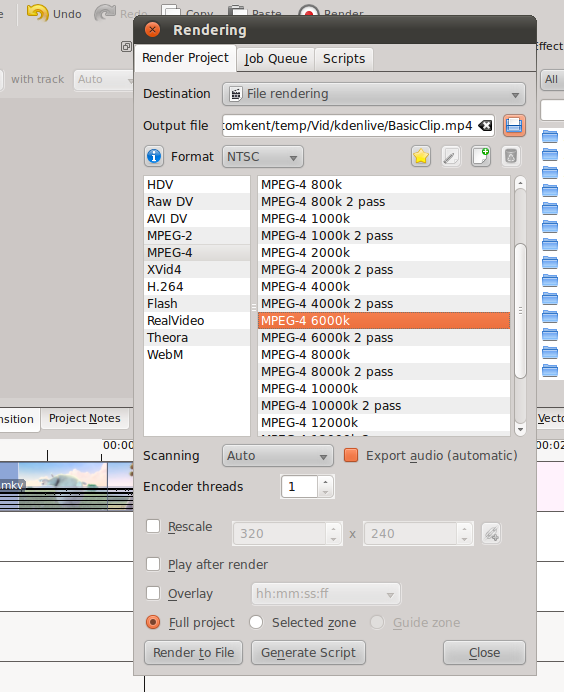 Undo Redo Copy Paste Render
Rendering
Render Project Job Queue Scripts
ffect
with track Auto
All
Destination File rendering
Output file comkent/temp/Vid/kdenlive/BasicClip.mp4
Format NTSC
HDV
Raw DV
AVI DV
MPEG-2
MPEG-4
XVid4
H.264
Flash
RealVideo
Theora
WebM
MPEG-4 800k
MPEG-4 800k 2 pass
MPEG-4 1000k
MPEG-4 1000k 2 pass
MPEG-4 2000k
MPEG-4 2000k 2 pass
MPEG-4 4000k
MPEG-4 4000k 2 pass
MPEG-4 6000k
MPEG-4 6000k 2 pass
MPEG-4 8000k
MPEG-4 8000k 2 pass
MPEG-4 10000k
MPEG-4 10000k 2 pass
MPEG-4 12000k
nsition Project Notes
Vecto
00:00
00:02
.mkv
Scanning Auto Export audio (automatic)
Encoder threads 1
Rescale 320 x 240
Play after render
Overlay hh:mm:ss:ff
Full project Selected zone Guide zone
Render to File Generate Script Close